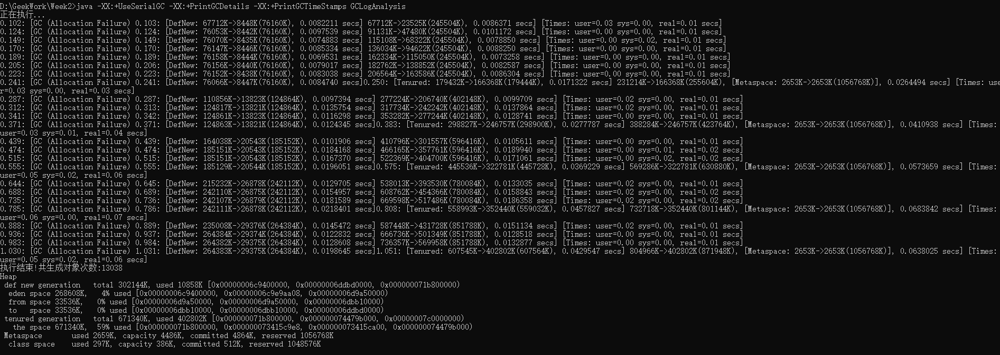 D:\GeekWork\Week2>java -XX:+UseSerialGC -XX:+PrintGCDetails -XX:+PrintGCTimeStamps GCLogAnalysis
正在执行...
0.102: [GC (Allocation Failure) 0.103: [DefNew: 67712K->8448K(76160K), 0.0082211 secs] 67712K->23525K(245504K), 0.0086371 secs] [Times: user=0.03 sys=0.00, real=0.01 secs]
0.124: [GC (Allocation Failure) 0.124: [DefNew: 76053K->8442K(76160K), 0.0097539 secs] 91131K->47480K(245504K), 0.0101172 secs] [Times: user=0.00 sys=0.00, real=0.01 secs]
0.149: [GC (Allocation Failure) 0.149: [DefNew: 76070K->8435K(76160K), 0.0074883 secs] 115108K->68322K(245504K), 0.0078850 secs] [Times: user=0.00 sys=0.02, real=0.01 secs]
0.170: [GC (Allocation Failure) 0.170: [DefNew: 76147K->8446K(76160K), 0.0085334 secs] 136034K->94622K(245504K), 0.0088250 secs] [Times: user=0.00 sys=0.00, real=0.01 secs]
0.189: [GC (Allocation Failure) 0.189: [DefNew: 76158K->8444K(76160K), 0.0069531 secs] 162334K->115050K(245504K), 0.0073258 secs] [Times: user=0.00 sys=0.00, real=0.01 secs]
0.205: [GC (Allocation Failure) 0.206: [DefNew: 76156K->8440K(76160K), 0.0079017 secs] 182762K->138852K(245504K), 0.0082587 secs] [Times: user=0.00 sys=0.00, real=0.01 secs]
0.223: [GC (Allocation Failure) 0.223: [DefNew: 76152K->8438K(76160K), 0.0083038 secs] 206564K->163586K(245504K), 0.0086304 secs] [Times: user=0.00 sys=0.00, real=0.01 secs]
0.241: [GC (Allocation Failure) 0.241: [DefNew: 76066K->8447K(76160K), 0.0084740 secs]0.250: [Tenured: 179432K->166368K(179444K), 0.0171322 secs] 231214K->166368K(255604K), [Metaspace: 2653K->2653K(1056768K)], 0.0264494 secs] [Times: use
r=0.03 sys=0.00, real=0.03 secs]
0.287: [GC (Allocation Failure) 0.287: [DefNew: 110856K->13823K(124864K), 0.0097394 secs] 277224K->206740K(402148K), 0.0099709 secs] [Times: user=0.02 sys=0.00, real=0.01 secs]
0.312: [GC (Allocation Failure) 0.313: [DefNew: 124817K->13821K(124864K), 0.0135754 secs] 317734K->242242K(402148K), 0.0137864 secs] [Times: user=0.02 sys=0.00, real=0.01 secs]
0.341: [GC (Allocation Failure) 0.342: [DefNew: 124861K->13823K(124864K), 0.0116298 secs] 353282K->277244K(402148K), 0.0128741 secs] [Times: user=0.00 sys=0.00, real=0.01 secs]
0.371: [GC (Allocation Failure) 0.371: [DefNew: 124863K->13821K(124864K), 0.0124345 secs]0.383: [Tenured: 298827K->246757K(298900K), 0.0277787 secs] 388284K->246757K(423764K), [Metaspace: 2653K->2653K(1056768K)], 0.0410938 secs] [Times:
user=0.03 sys=0.01, real=0.04 secs]
0.439: [GC (Allocation Failure) 0.439: [DefNew: 164038K->20543K(185152K), 0.0101906 secs] 410796K->301557K(596416K), 0.0105611 secs] [Times: user=0.00 sys=0.00, real=0.01 secs]
0.474: [GC (Allocation Failure) 0.474: [DefNew: 185151K->20543K(185152K), 0.0184168 secs] 466165K->357761K(596416K), 0.0189940 secs] [Times: user=0.00 sys=0.01, real=0.02 secs]
0.515: [GC (Allocation Failure) 0.515: [DefNew: 185151K->20543K(185152K), 0.0167370 secs] 522369K->404700K(596416K), 0.0171061 secs] [Times: user=0.00 sys=0.02, real=0.02 secs]
0.555: [GC (Allocation Failure) 0.555: [DefNew: 185129K->20544K(185152K), 0.0196051 secs]0.575: [Tenured: 445536K->322781K(445728K), 0.0369229 secs] 569286K->322781K(630880K), [Metaspace: 2653K->2653K(1056768K)], 0.0573659 secs] [Times:
user=0.05 sys=0.02, real=0.06 secs]
0.644: [GC (Allocation Failure) 0.645: [DefNew: 215232K->26878K(242112K), 0.0129705 secs] 538013K->393530K(780084K), 0.0133035 secs] [Times: user=0.02 sys=0.00, real=0.01 secs]
0.688: [GC (Allocation Failure) 0.689: [DefNew: 242110K->26875K(242112K), 0.0154957 secs] 608762K->454366K(780084K), 0.0158843 secs] [Times: user=0.02 sys=0.00, real=0.02 secs]
0.735: [GC (Allocation Failure) 0.736: [DefNew: 242107K->26879K(242112K), 0.0181589 secs] 669598K->517486K(780084K), 0.0186358 secs] [Times: user=0.02 sys=0.00, real=0.02 secs]
0.785: [GC (Allocation Failure) 0.786: [DefNew: 242111K->26878K(242112K), 0.0218401 secs]0.808: [Tenured: 558993K->352440K(559032K), 0.0457827 secs] 732718K->352440K(801144K), [Metaspace: 2653K->2653K(1056768K)], 0.0683842 secs] [Times:
user=0.06 sys=0.00, real=0.07 secs]
0.888: [GC (Allocation Failure) 0.889: [DefNew: 235008K->29376K(264384K), 0.0145472 secs] 587448K->431728K(851788K), 0.0151134 secs] [Times: user=0.02 sys=0.00, real=0.01 secs]
0.936: [GC (Allocation Failure) 0.937: [DefNew: 264384K->29374K(264384K), 0.0122832 secs] 666736K->501349K(851788K), 0.0128518 secs] [Times: user=0.00 sys=0.00, real=0.01 secs]
0.983: [GC (Allocation Failure) 0.984: [DefNew: 264382K->29375K(264384K), 0.0128608 secs] 736357K->569958K(851788K), 0.0132877 secs] [Times: user=0.00 sys=0.00, real=0.01 secs]
1.030: [GC (Allocation Failure) 1.031: [DefNew: 264383K->29375K(264384K), 0.0198645 secs]1.051: [Tenured: 607545K->402802K(607564K), 0.0429547 secs] 804966K->402802K(871948K), [Metaspace: 2653K->2653K(1056768K)], 0.0638025 secs] [Times:
user=0.05 sys=0.02, real=0.06 secs]
执行结束!共生成对象次数:13038
Heap
 def new generation   total 302144K, used 10858K [0x00000006c9400000, 0x00000006ddbd0000, 0x000000071b800000)
  eden space 268608K,   4% used [0x00000006c9400000, 0x00000006c9e9aa08, 0x00000006d9a50000)
  from space 33536K,   0% used [0x00000006d9a50000, 0x00000006d9a50000, 0x00000006dbb10000)
  to   space 33536K,   0% used [0x00000006dbb10000, 0x00000006dbb10000, 0x00000006ddbd0000)
 tenured generation   total 671340K, used 402802K [0x000000071b800000, 0x000000074479b000, 0x00000007c0000000)
   the space 671340K,  59% used [0x000000071b800000, 0x000000073415c9e8, 0x000000073415ca00, 0x000000074479b000)
 Metaspace       used 2659K, capacity 4486K, committed 4864K, reserved 1056768K
  class space    used 297K, capacity 386K, committed 512K, reserved 1048576K